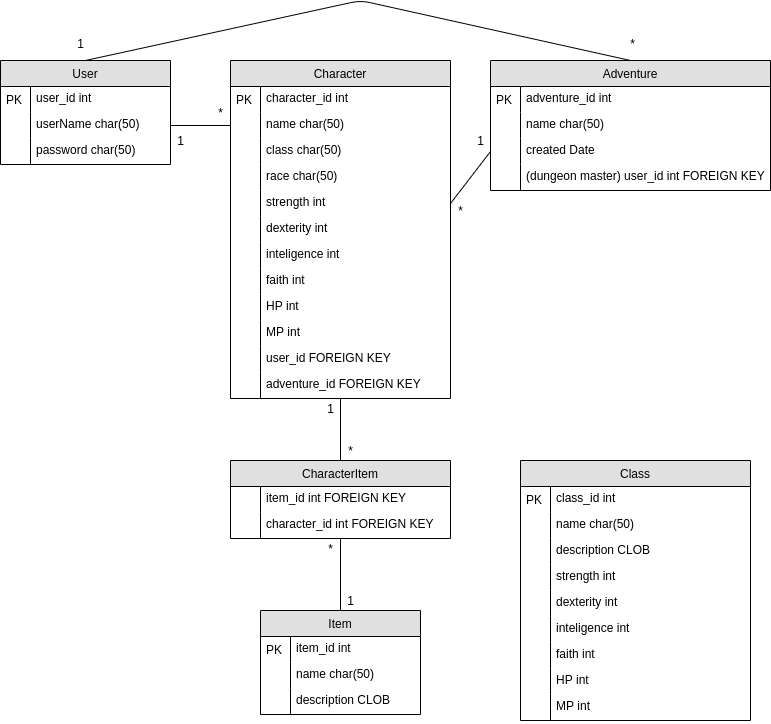 1
*
User
PK
user_id int
userName char(50)
password char(50)
*
1
Character
PK
character_id int
name char(50)
class char(50)
race char(50)
strength int
dexterity int
inteligence int
faith int
HP int
MP int
user_id FOREIGN KEY
adventure_id FOREIGN KEY
1
*
Adventure
PK
adventure_id int
name char(50)
created Date
(dungeon master) user_id int FOREIGN KEY
1
*
CharacterItem
item_id int FOREIGN KEY
character_id int FOREIGN KEY
*
1
Item
PK
item_id int
name char(50)
description CLOB
Class
PK
class_id int
name char(50)
description CLOB
strength int
dexterity int
inteligence int
faith int
HP int
MP int